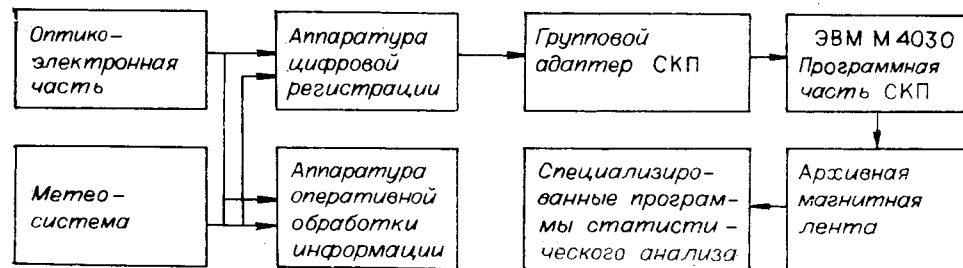 Оптико-
электронная
часть
Аппаратура
цифровой
регистрации
Групповой
адаптер СКП
ЭВМ М 4030
Программная
часть СКП
Метео-
система
Аппаратура
оперативной
обработки
информации
Специализиро-
ванные програм-
мы статисти-
ческого анализа
Архивная
магнитная
лента